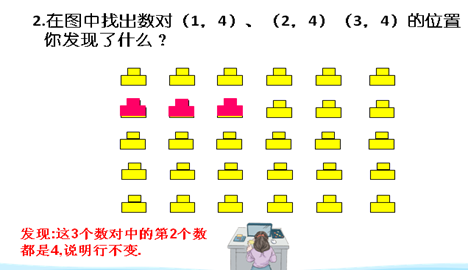 2.在图中找出数对（1，4）、（2，4）（3，4）的位置
你发现了什么？
发现:这3个数对中的第2个数
都是4,说明行不变.